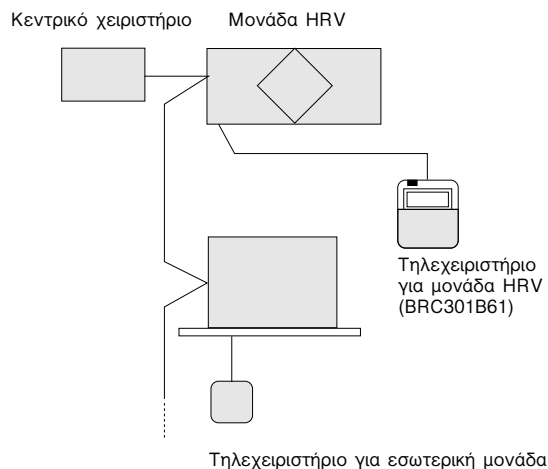 Κεντρικό χειριστήριο
Μονάδα HRV
Τηλεχειριστήριο
για μονάδα HRV
(BRC301B61)
Τηλεχειριστήριο για εσωτερική μονάδα